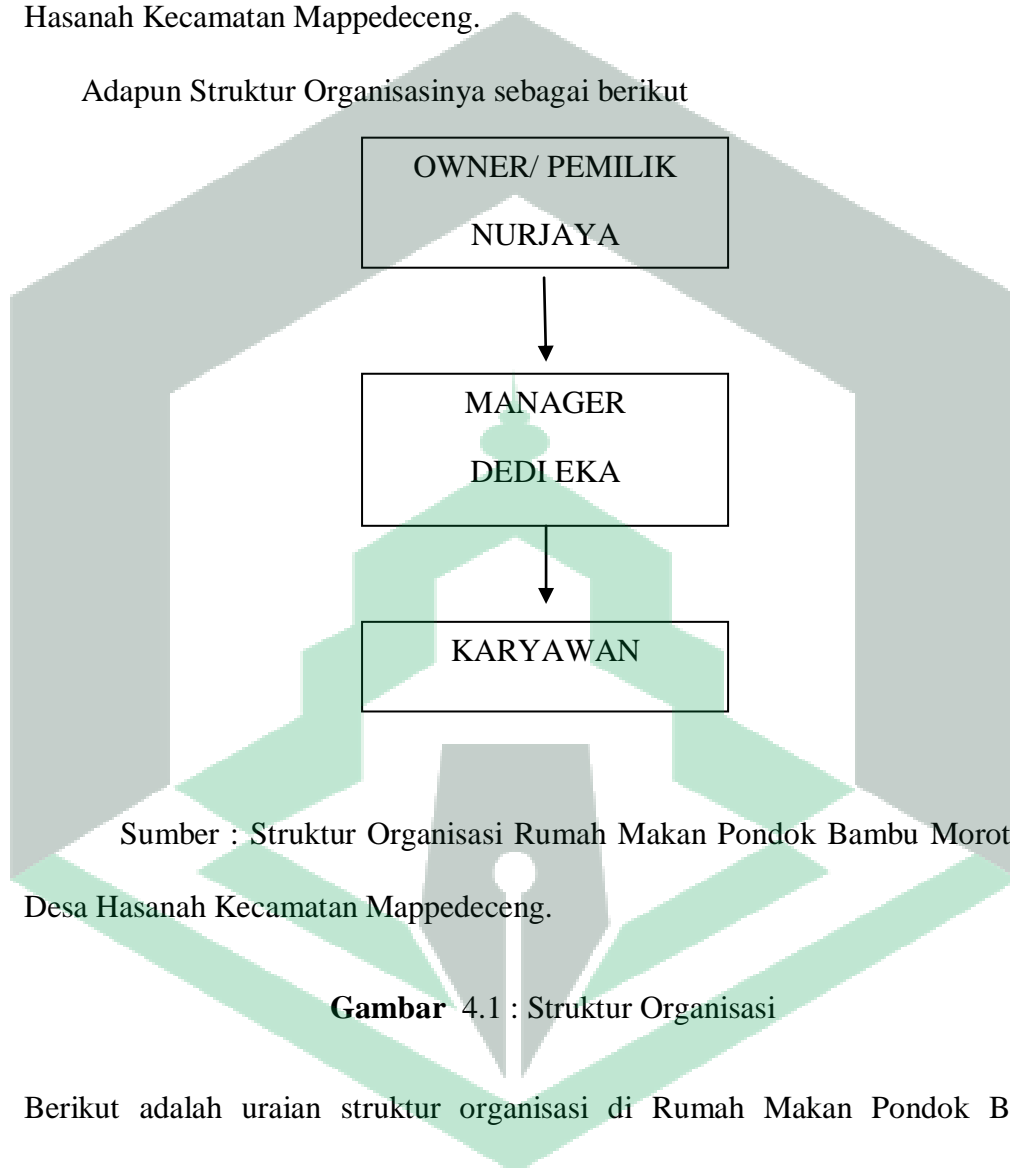 Hasanah Kecamatan Mappedeceng.
Adapun Struktur Organisasinya sebagai berikut
OWNER/ PEMILIK
NURJAYA
MANAGER
DEDI EKA
KARYAWAN
Sumber : Struktur Organisasi Rumah Makan Pondok Bambu Morot
Desa Hasanah Kecamatan Mappedeceng.
Gambar 4.1 : Struktur Organisasi
Berikut adalah uraian struktur organisasi di Rumah Makan Pondok B